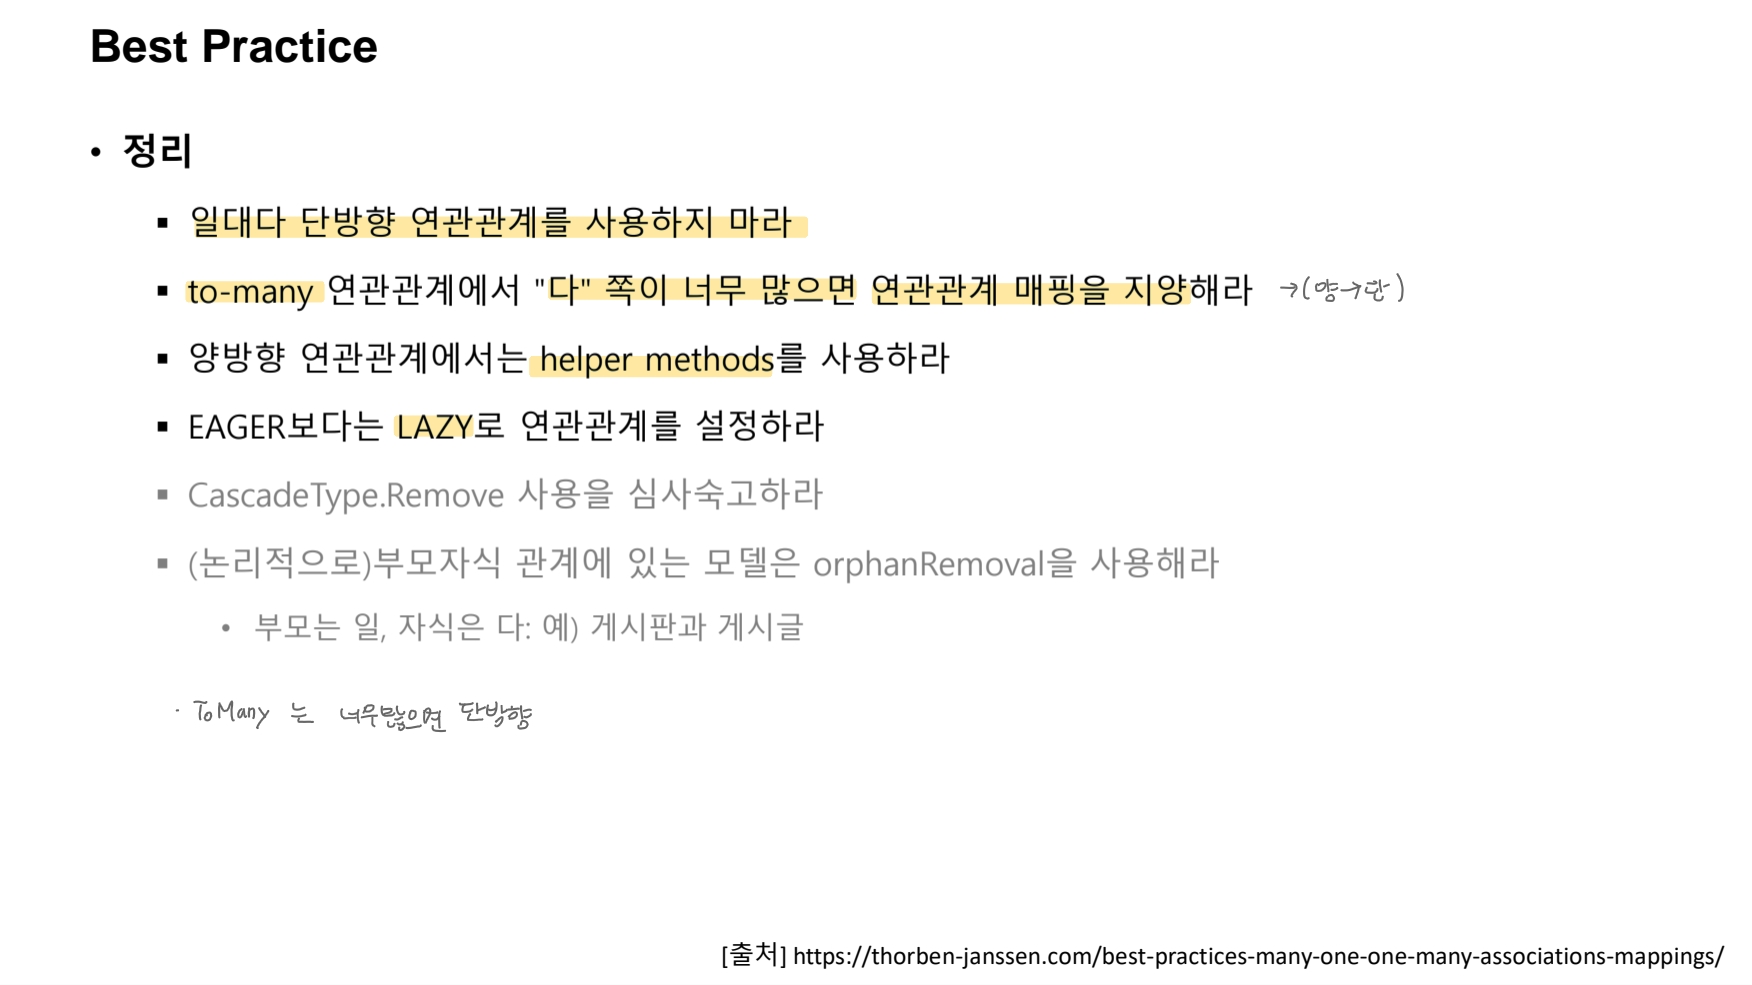 Best Practice
• 정리
▪ 일대다 단방향 연관관계를 사용하지 마라
▪ to-many 연관관계에서 "다" 쪽이 너무 많으면 연관관계 매핑을 지양해라 →(양→단)
▪ 양방향 연관관계에서는 helper methods를 사용하라
▪ EAGER보다는 LAZY로 연관관계를 설정하라
▪ CascadeType.Remove 사용을 심사숙고하라
▪ (논리적으로)부모자식 관계에 있는 모델은 orphanRemoval을 사용해라
• 부모는 일, 자식은 다: 예) 게시판과 게시글
· ToMany 는 너무많으면 단방향
[출처] https://thorben-janssen.com/best-practices-many-one-one-many-associations-mappings/